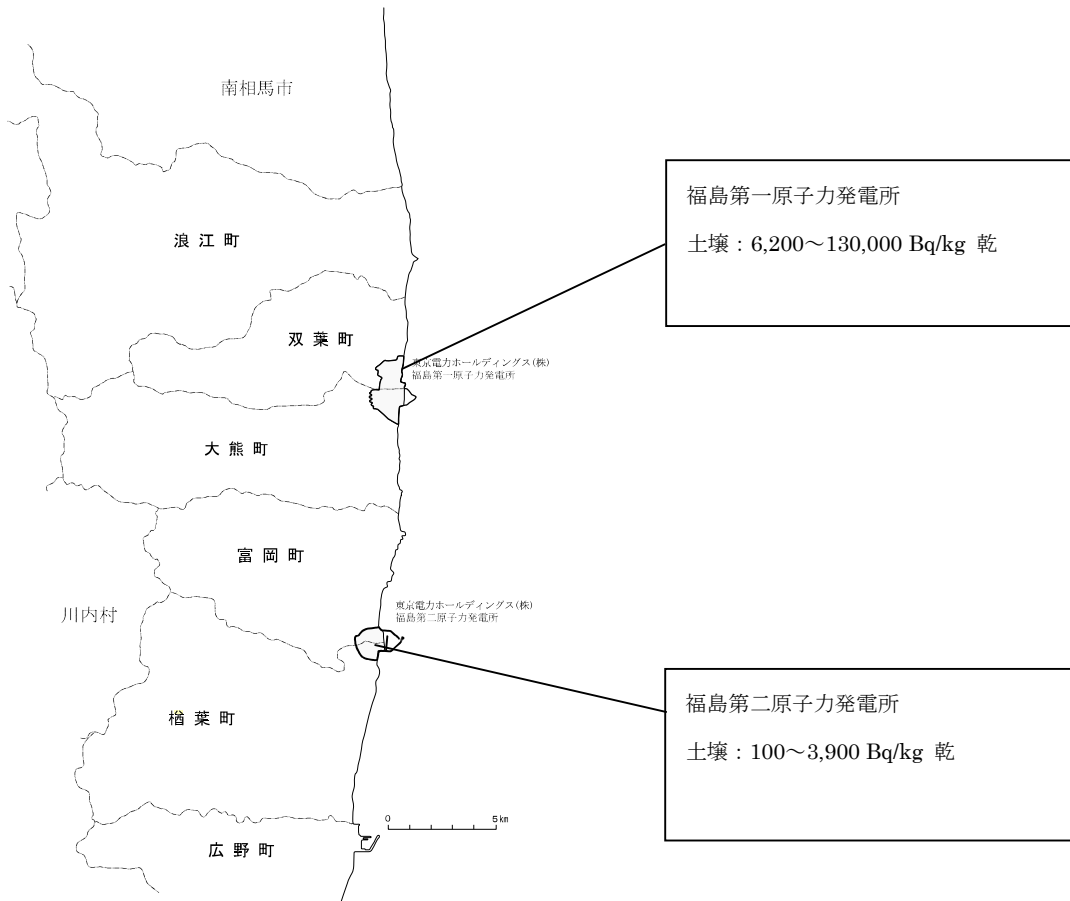 南相馬市
福島第一原子力発電所
土壌：6,200～130,000 Bq/kg 乾
浪江町
双葉町
東京電力ホールディングス(株)
福島第一原子力発電所
大熊町
富岡町
東京電力ホールディングス(株)
福島第二原子力発電所
川内村
福島第二原子力発電所
土壌：100～3,900 Bq/kg 乾
楢葉町
0 5km
広野町